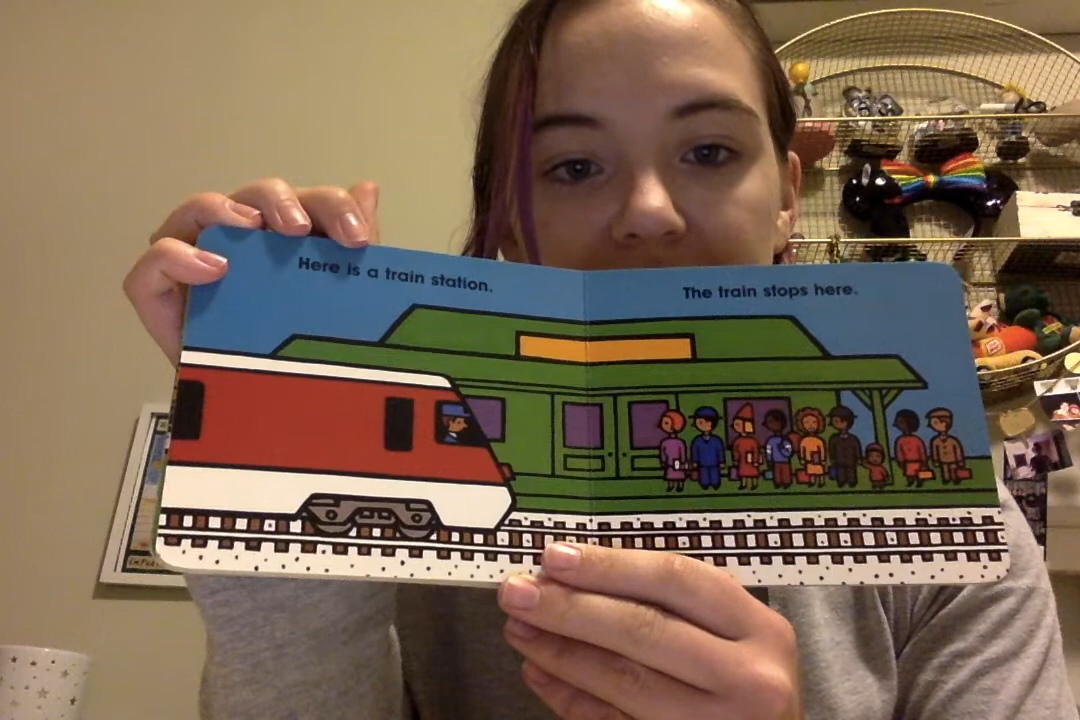 Here is a train station.
The train stops here.